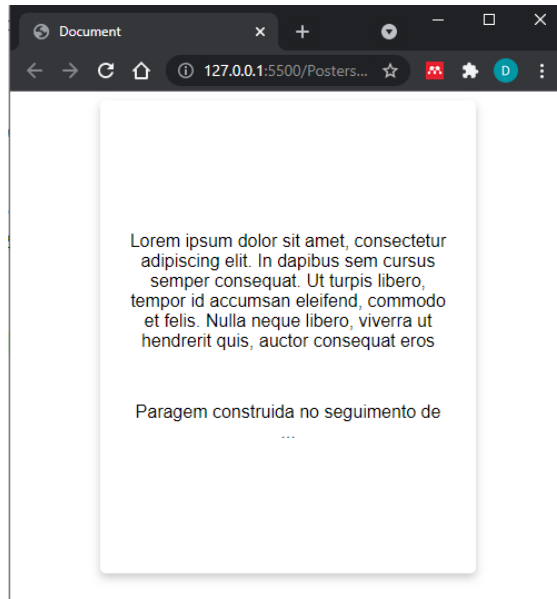 Document
127.0.0.1:5500/Posters...
D
Lorem ipsum dolor sit amet, consectetur
adipiscing elit. In dapibus sem cursus
semper consequat. Ut turpis libero,
tempor id accumsan eleifend, commodo
et felis. Nulla neque libero, viverra ut
hendrerit quis, auctor consequat eros
Paragem construida no seguimento de
...